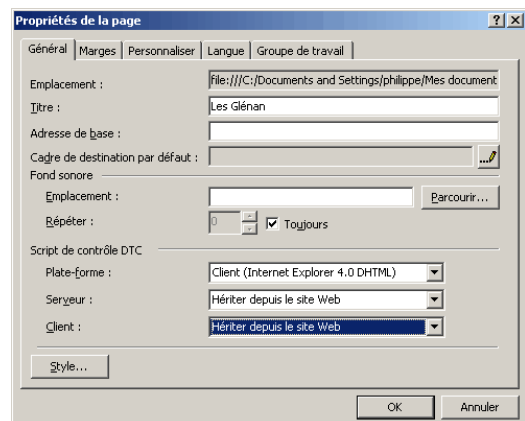 Propriétés de la page
Général Marges Personnaliser Langue Groupe de travail
Emplacement : file:///C:/Documents and Settings/philippe/Mes document
Titre : Les Glénan
Adresse de base :
Cadre de destination par défaut : ...
Fond sonore
Emplacement : Parcourir...
Répéter : 0 Toujours
Script de contrôle DTC
Plate-forme : Client (Internet Explorer 4.0 DHTML)
Serveur : Hériter depuis le site Web
Client : Hériter depuis le site Web
Style...
OK Annuler